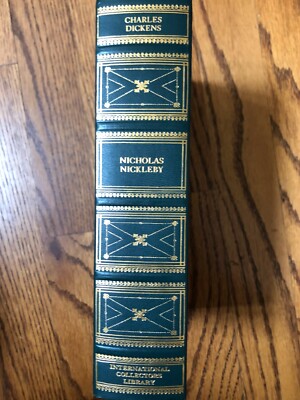 CHARLES
DICKENS
NICHOLAS
NICKLEBY
INTERNATIONAL
COLLECTORS
LIBRARY